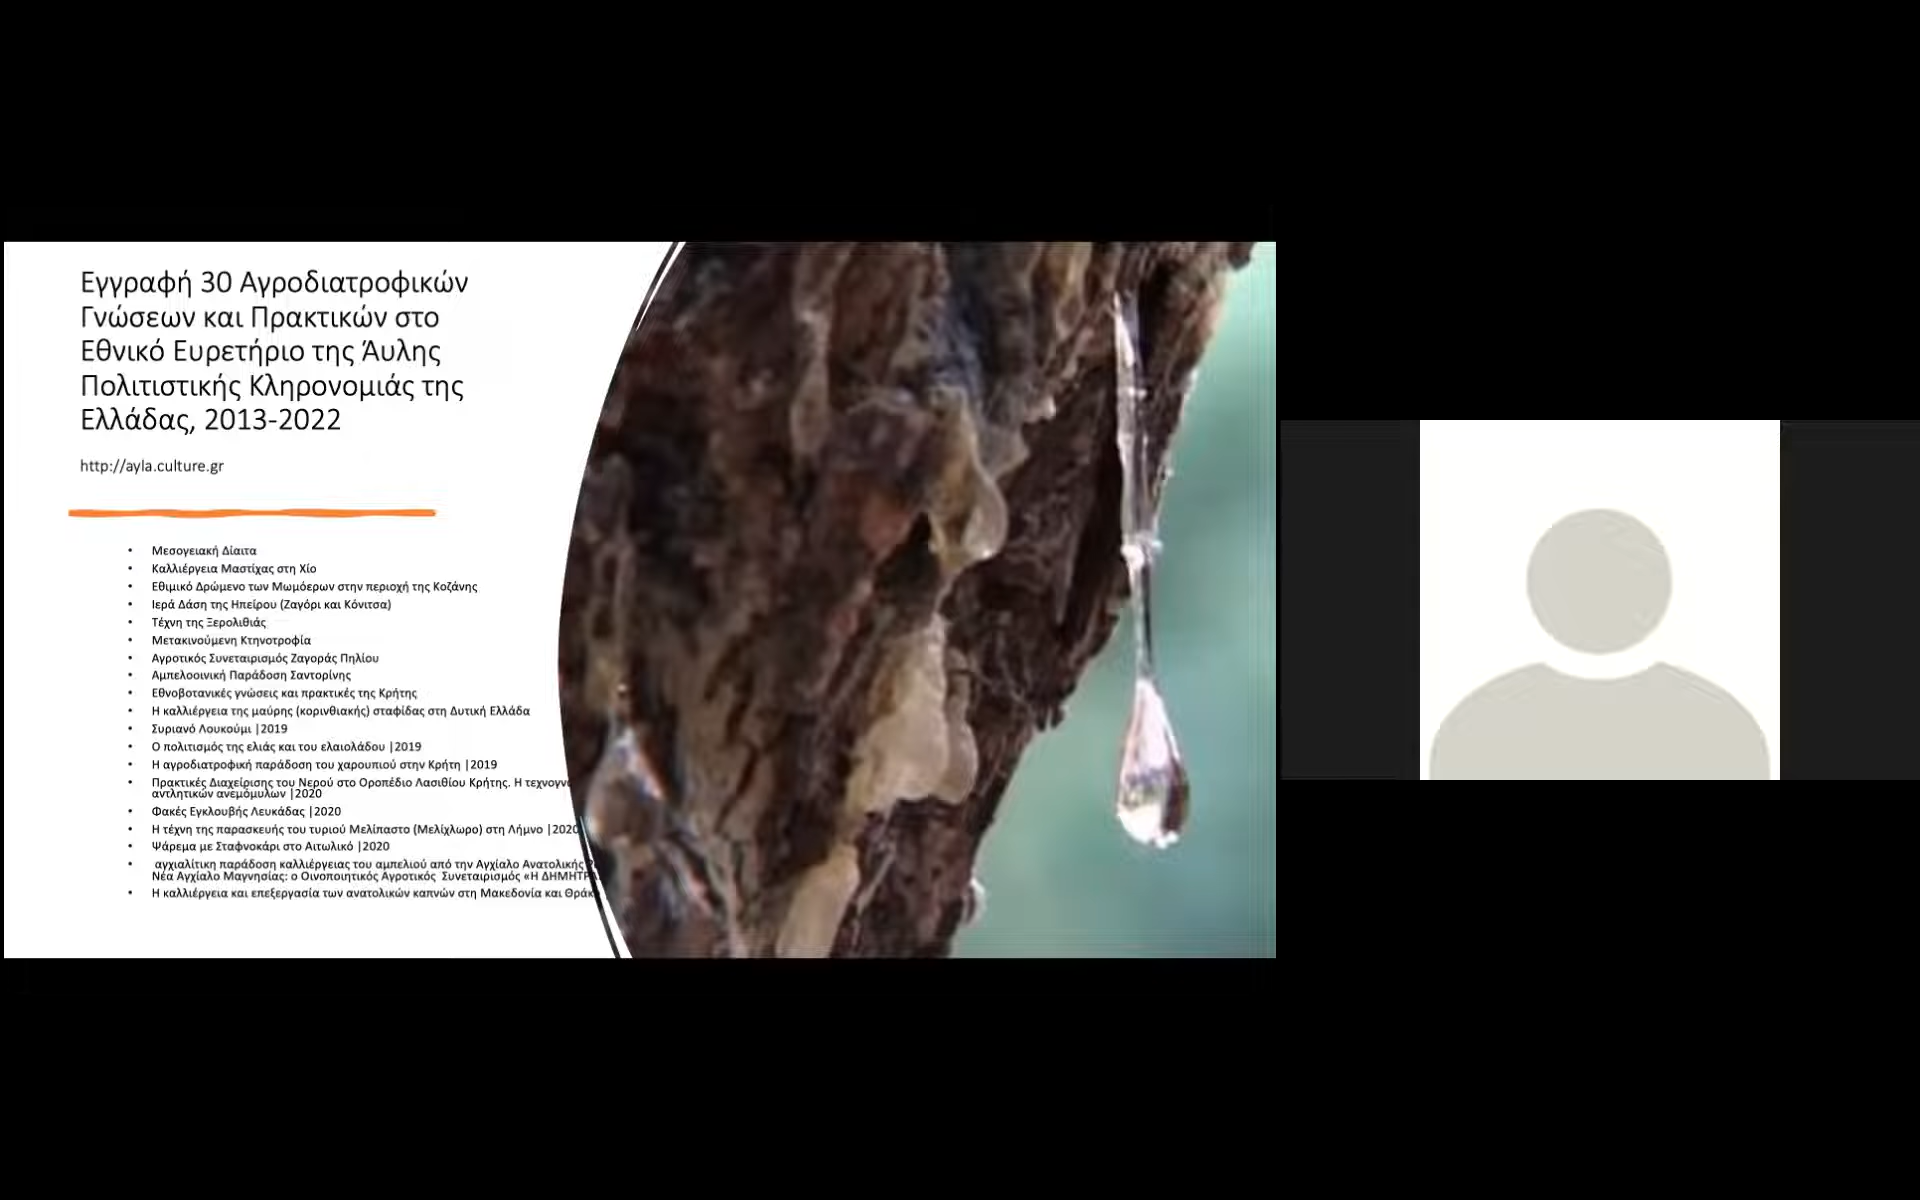 Εγγραφή 30 Αγροδιατροφικών
Γνώσεων και Πρακτικών στο
Εθνικό Ευρετήριο της Άυλης
Πολιτιστικής Κληρονομιάς της
Ελλάδας, 2013-2022
http://ayla.culture.gr
• Μεσογειακή Δίαιτα
• Καλλιέργεια Μαστίχας στη Χίο
• Εθιμικό Δρώμενο των Μωμόερων στην περιοχή της Κοζάνης
• Ιερά Δάση της Ηπείρου (Ζαγόρι και Κόνιτσα)
• Τέχνη της Ξερολιθιάς
• Μετακινούμενη Κτηνοτροφία
• Αγροτικός Συνεταιρισμός Ζαγοράς Πηλίου
• Αμπελοοινική Παράδοση Σαντορίνης
• Εθνοβοτανικές γνώσεις και πρακτικές της Κρήτης
• Η καλλιέργεια της μαύρης (κορινθιακής) σταφίδας στη Δυτική Ελλάδα
• Συριανό Λουκούμι |2019
• Ο πολιτισμός της ελιάς και του ελαιολάδου |2019
• Η αγροδιατροφική παράδοση του χαρουπιού στην Κρήτη |2019
• Πρακτικές Διαχείρισης του Νερού στο Οροπέδιο Λασιθίου Κρήτης. Η
αντλητικών ανεμόμυλων |2020
• Φακές Εγκλουβής Λευκάδας |2020
• Η τέχνη της παρασκευής του τυριού Μελίπαστο (Μελίχλωρο) στη Λήμνο |2020
• Ψάρεμα με Σταφνοκάρι στο Αιτωλικό |2020
• αγχιαλίτικη παράδοση καλλιέργειας του αμπελιού από την Αγχίαλο Ανατολικής
Νέα Αγχίαλο Μαγνησίας: ο Οινοποιητικός Αγροτικός Συνεταιρισμός «Η
• Η καλλιέργεια και επεξεργασία των ανατολικών καπνών στη Μακεδονία και